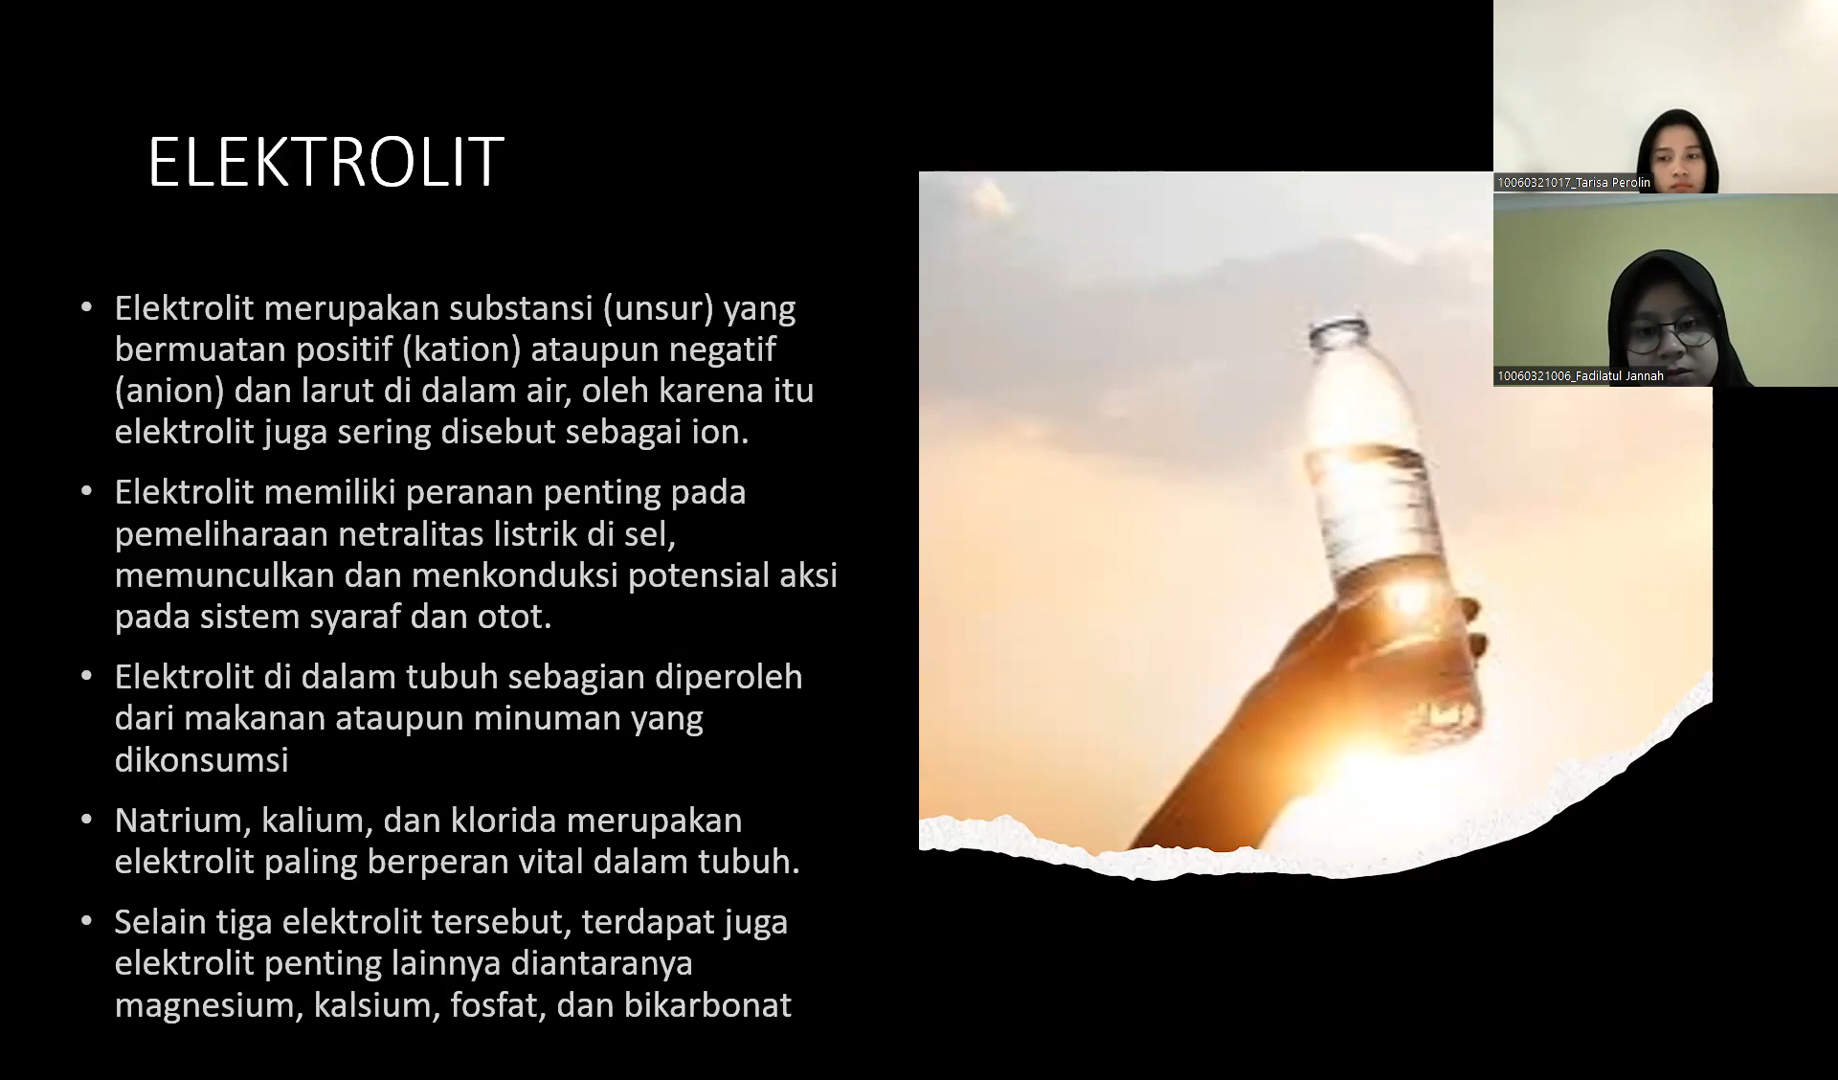 ELEKTROLIT
• Elektrolit merupakan substansi (unsur) yang
bermuatan positif (kation) ataupun negatif
(anion) dan larut di dalam air, oleh karena itu
elektrolit juga sering disebut sebagai ion.
• Elektrolit memiliki peranan penting pada
pemeliharaan netralitas listrik di sel,
memunculkan dan menkonduksi potensial aksi
pada sistem syaraf dan otot.
• Elektrolit di dalam tubuh sebagian diperoleh
dari makanan ataupun minuman yang
dikonsumsi
• Natrium, kalium, dan klorida merupakan
elektrolit paling berperan vital dalam tubuh.
• Selain tiga elektrolit tersebut, terdapat juga
elektrolit penting lainnya diantaranya
magnesium, kalsium, fosfat, dan bikarbonat
10060321017_Tarisa Perolin
10060321006_Fadilatul Jannah